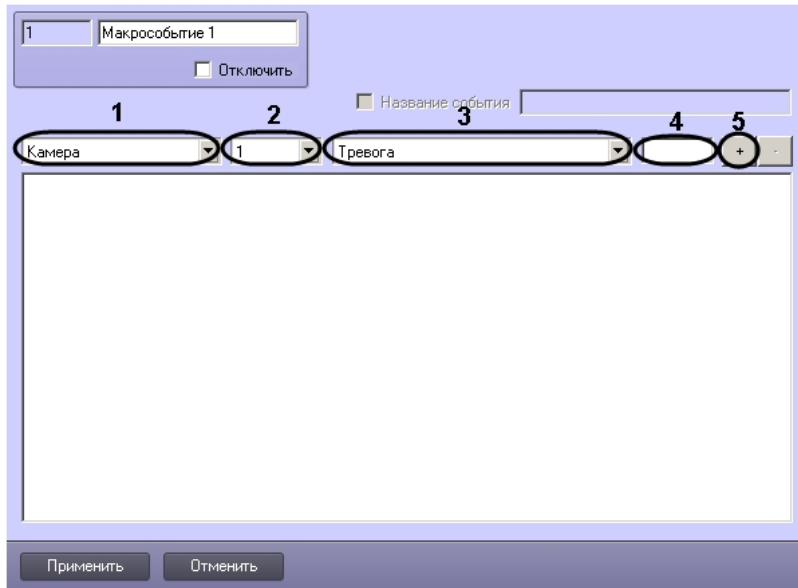 1 Макрособытие 1
Отключить
Название события
1 2 3 4 5
Камера 1 Тревога + -
Применить Отменить